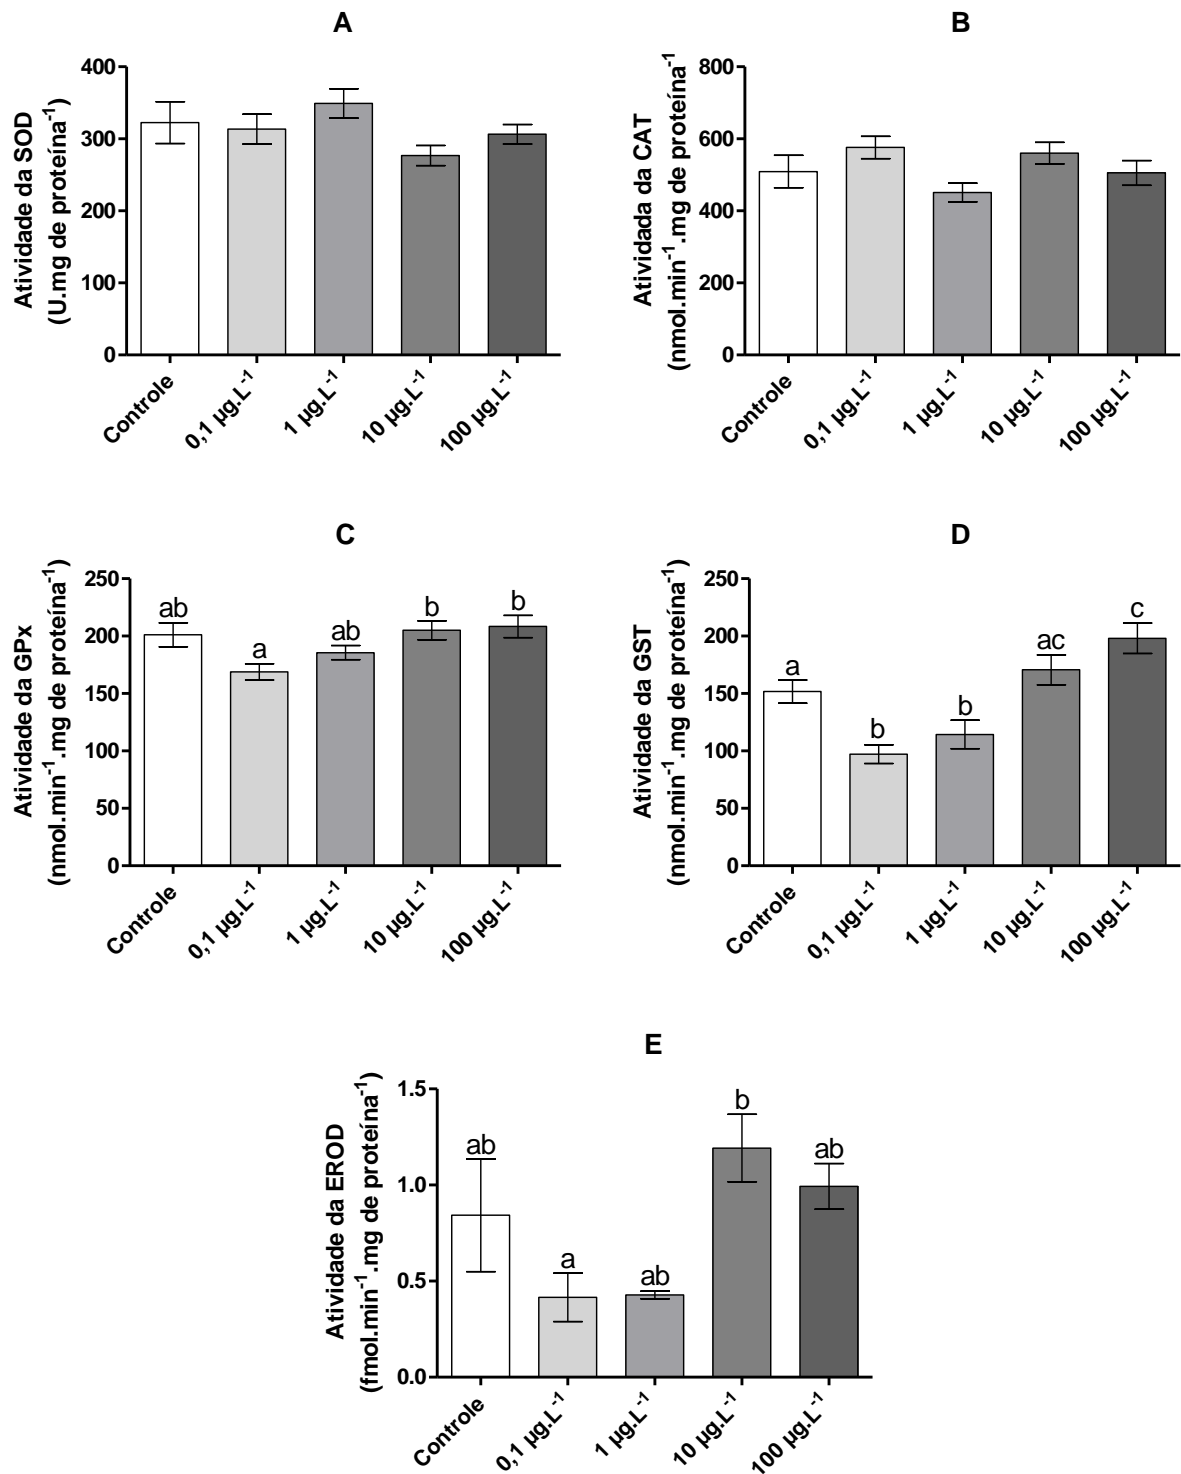 A
Atividade da SOD
(U.mg de proteína⁻¹)
400
300
200
100
0
Controle
0,1 µg.L⁻¹
1 µg.L⁻¹
10 µg.L⁻¹
100 µg.L⁻¹
B
Atividada da CAT
(nmol.min⁻¹.mg de proteína⁻¹)
800
600
400
200
0
Controle
0,1 µg.L⁻¹
1 µg.L⁻¹
10 µg.L⁻¹
100 µg.L⁻¹
C
Atividade da GPx
(nmol.min⁻¹.mg de proteína⁻¹)
250
200
150
100
50
0
ab
a
ab
b
b
Controle
0,1 µg.L⁻¹
1 µg.L⁻¹
10 µg.L⁻¹
100 µg.L⁻¹
D
Atividade da GST
(nmol.min⁻¹.mg de proteína⁻¹)
250
200
150
100
50
0
a
b
b
ac
c
Controle
0,1 µg.L⁻¹
1 µg.L⁻¹
10 µg.L⁻¹
100 µg.L⁻¹
E
Atividade da EROD
(fmol.min⁻¹.mg de proteína⁻¹)
1.5
1.0
0.5
0.0
ab
a
ab
b
ab
Controle
0,1 µg.L⁻¹
1 µg.L⁻¹
10 µg.L⁻¹
100 µg.L⁻¹